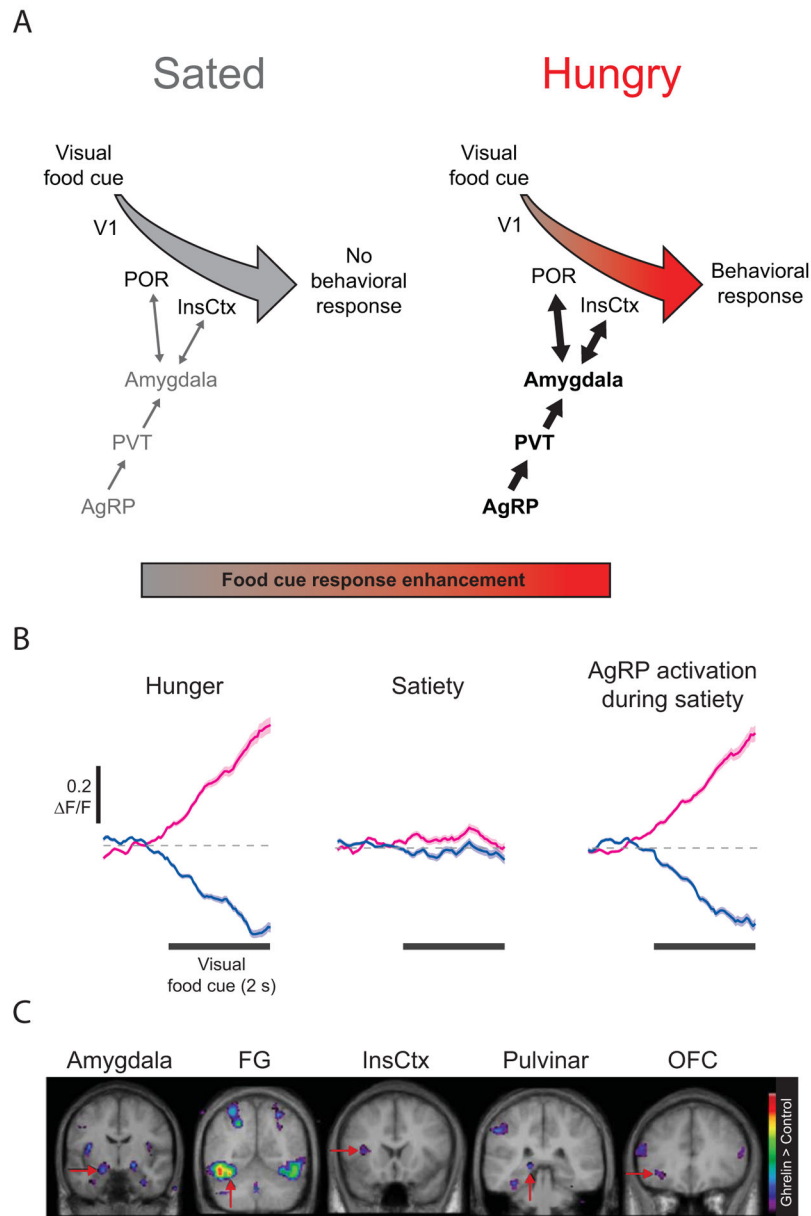 A
Sated
Hungry
Visual
food cue
V1
POR
InsCtx
No
behavioral
response
Amygdala
PVT
AgRP
Visual
food cue
V1
POR
InsCtx
Behavioral
response
Amygdala
PVT
AgRP
Food cue response enhancement
B
Hunger
Satiety
AgRP activation
during satiety
0.2
ΔF/F
Visual
food cue (2 s)
C
Amygdala
FG
InsCtx
Pulvinar
OFC
Ghrelin > Control